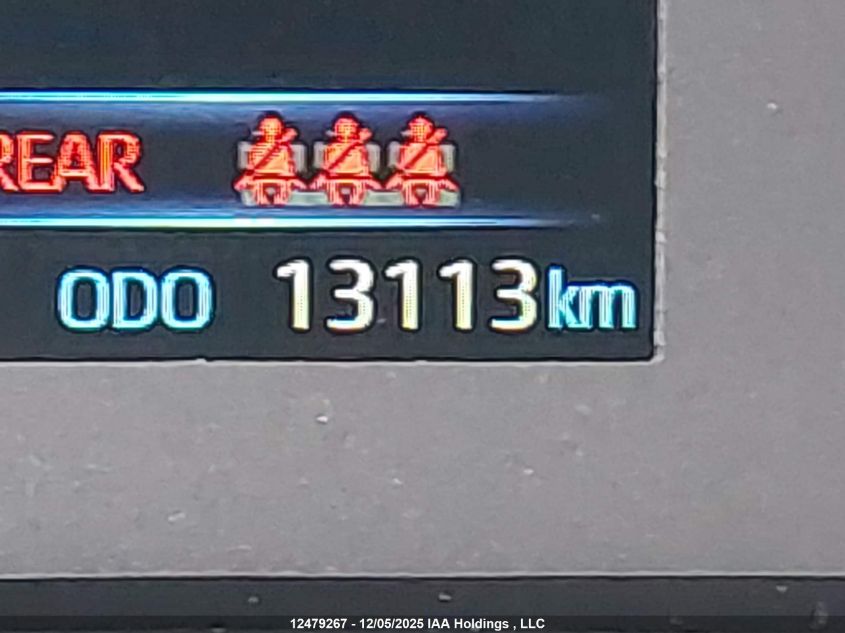 REAR
ODO 13113km
12479267 - 12/05/2025 IAA Holdings , LLC